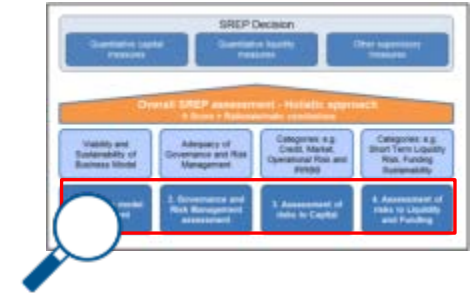 SREP Decision
Quantitative capital
measures
Quantitative liquidity
measures
Other supervisory
measures
Overall SREP assessment - Holistic approach
Viability and
Sustainability of
Business Model
Adequacy of
Governance and Risk
Management
Categories: e.g.
Credit, Market,
Operational Risk and
IRRBB
Categories: e.g.
Short Term Liquidity
Risk, Funding
Sustainability
model
2. Governance and
Risk Management
assessment
3. Assessment of
risks to Capital
4. Assessment of
risks to Liquidity
and Funding